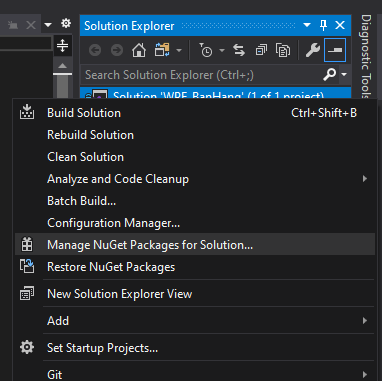 Solution Explorer
Search Solution Explorer (Ctrl+;)
Solution 'WPF_BanHang' (1 of 1 project)
Diagnostic Tools
Build Solution Ctrl+Shift+B
Rebuild Solution
Clean Solution
Analyze and Code Cleanup
Batch Build...
Configuration Manager...
Manage NuGet Packages for Solution...
Restore NuGet Packages
New Solution Explorer View
Add
Set Startup Projects...
Git